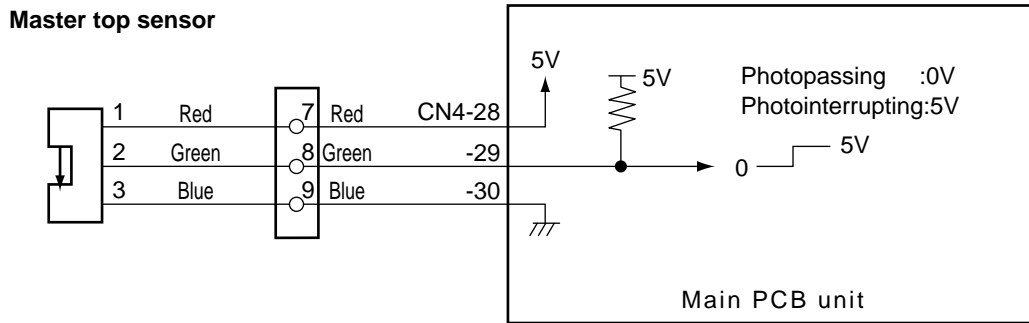 Master top sensor
5V
5V
Photopassing :0V
Photointerrupting:5V
1 Red 7 Red CN4-28
5V
2 Green 8 Green -29
0
3 Blue 9 Blue -30
Main PCB unit